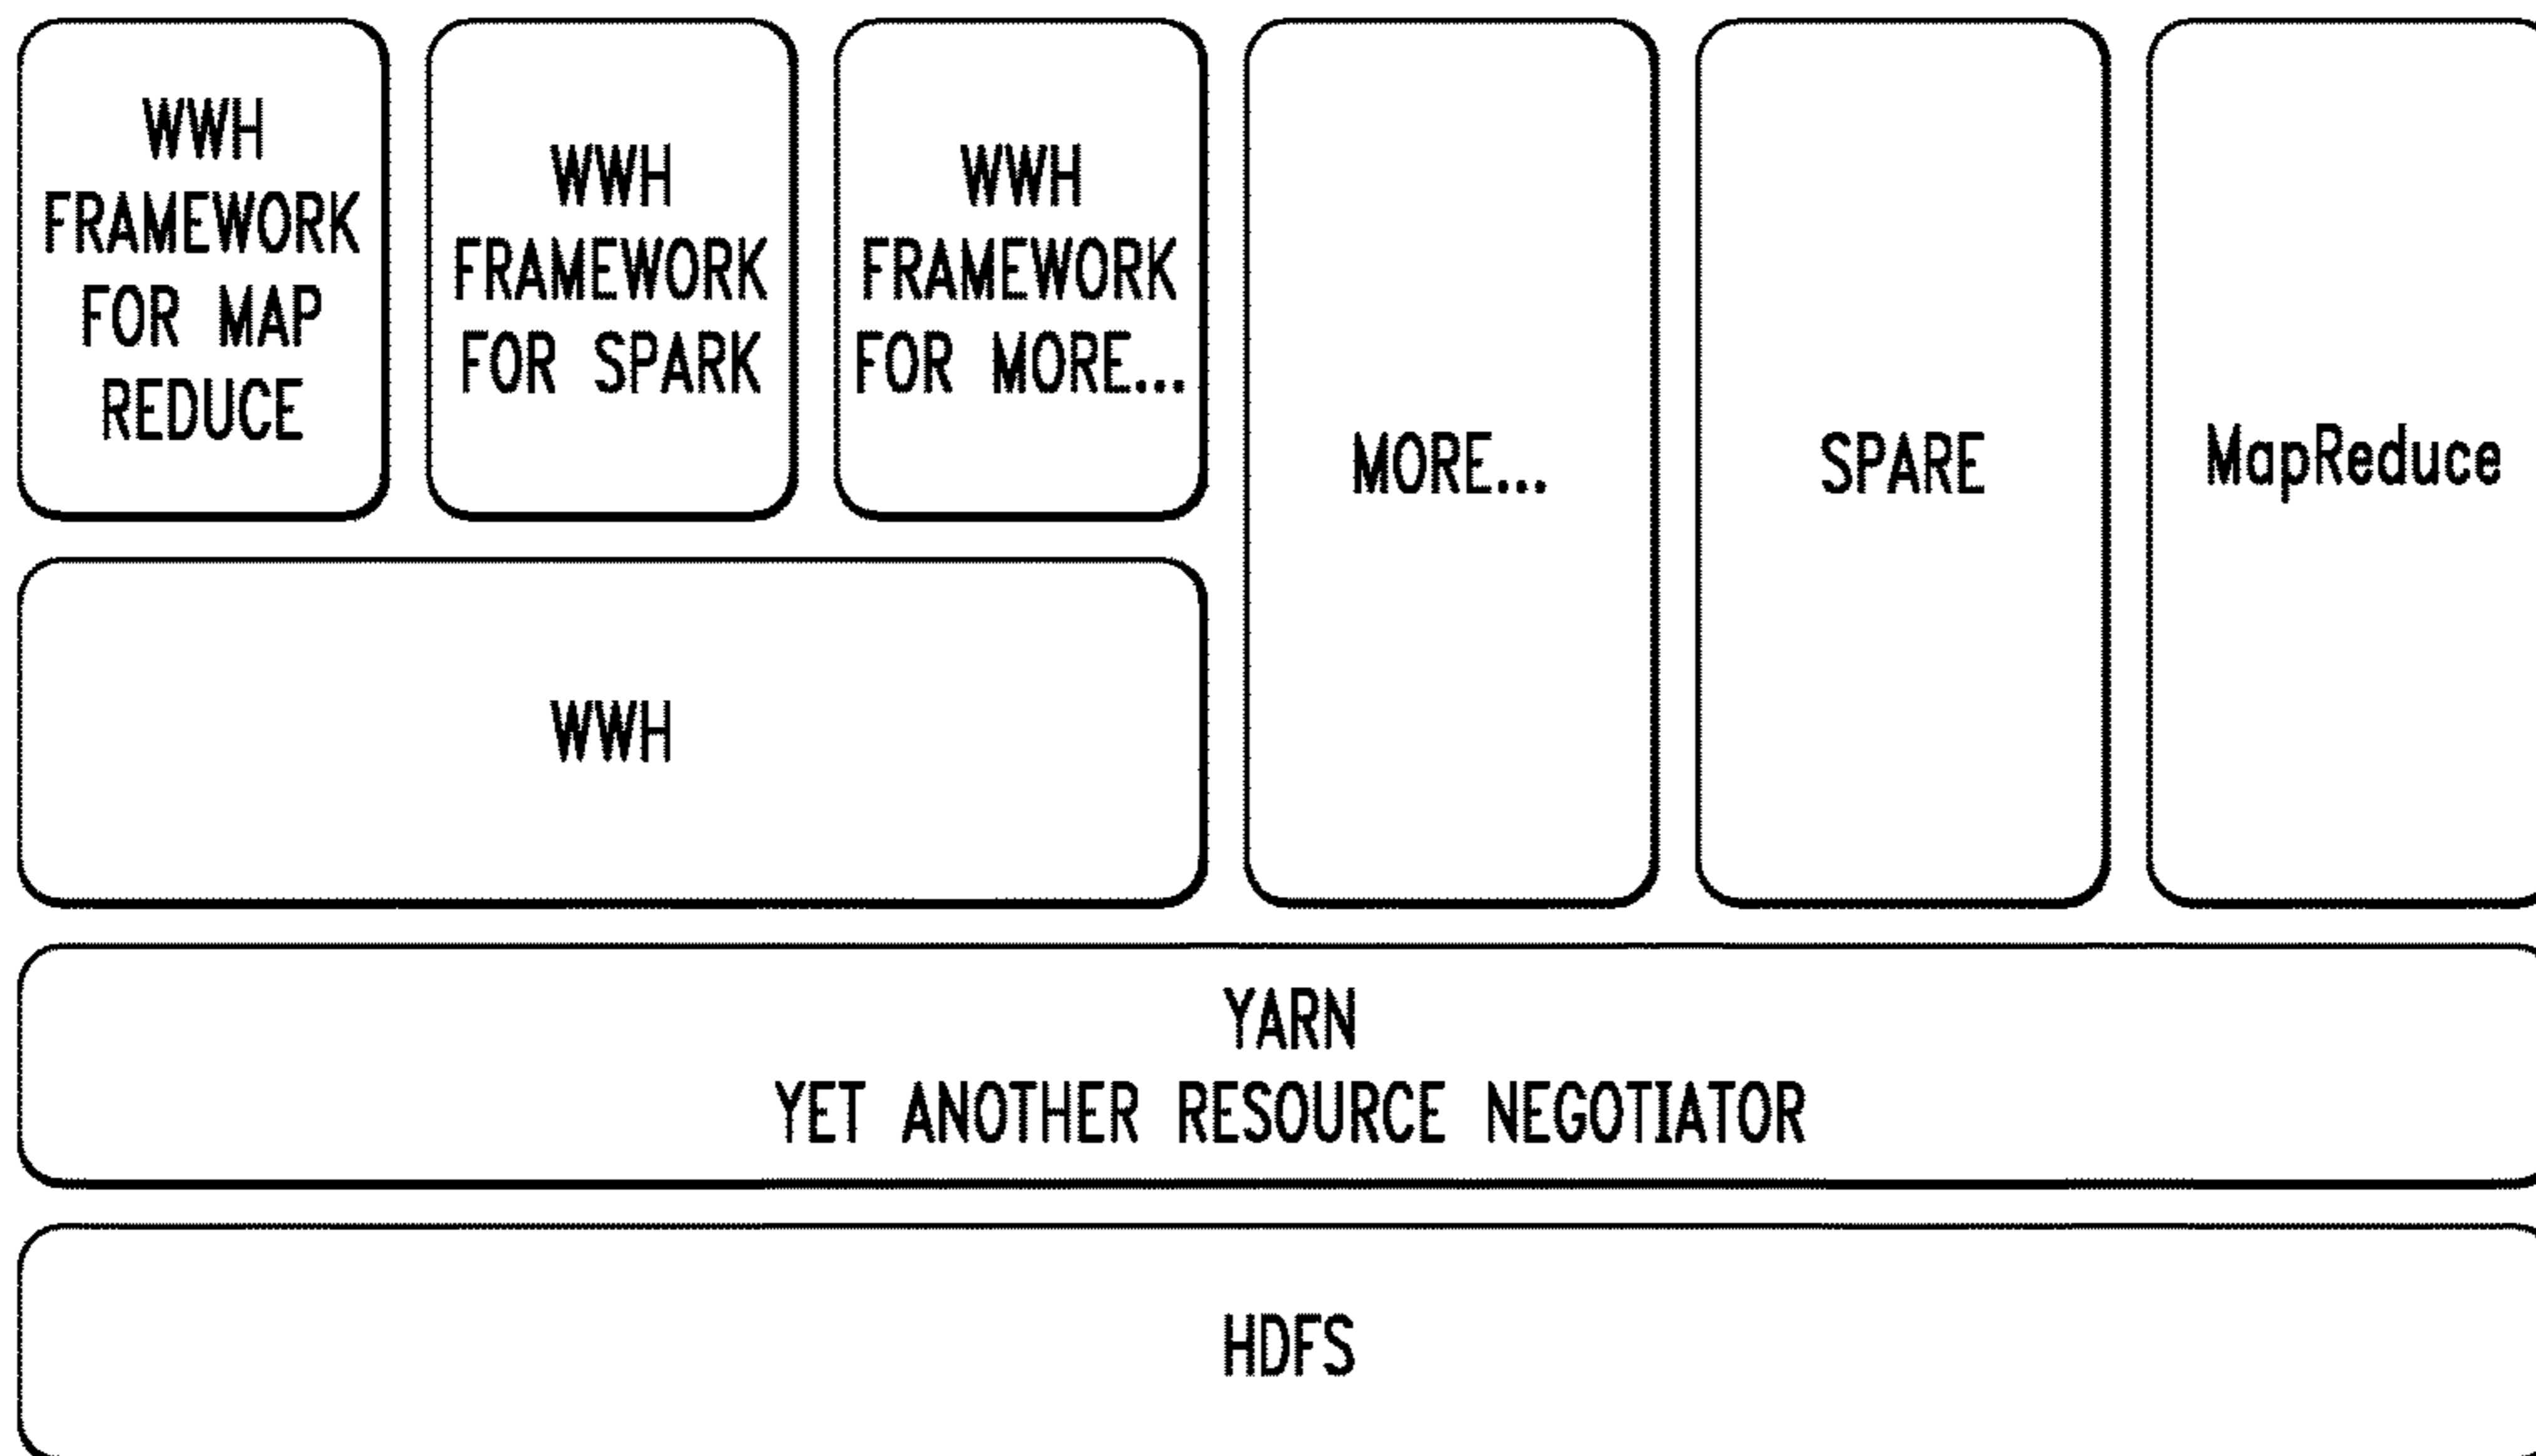 WWH
FRAMEWORK
FOR MAP
REDUCE
WWH
FRAMEWORK
FOR SPARK
WWH
FRAMEWORK
FOR MORE...
MORE...
SPARE
MapReduce
WWH
YARN
YET ANOTHER RESOURCE NEGOTIATOR
HDFS